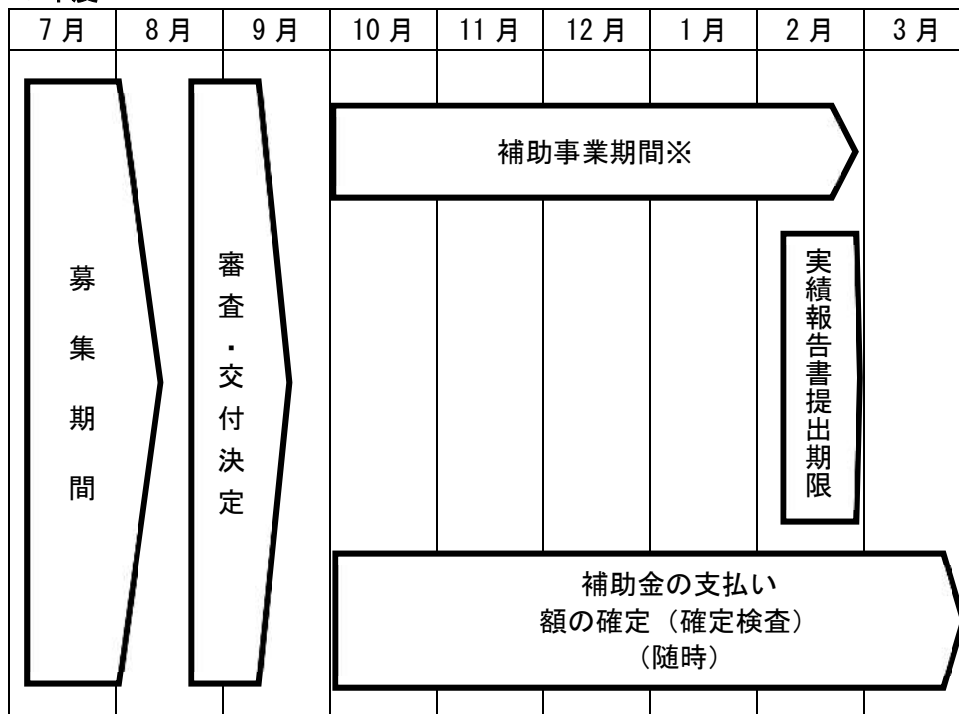 7月 8月 9月 10月 11月 12月 1月 2月 3月
補助事業期間※
募集期間
審査・交付決定
実績報告書提出期限
補助金の支払い
額の確定（確定検査）
（随時）